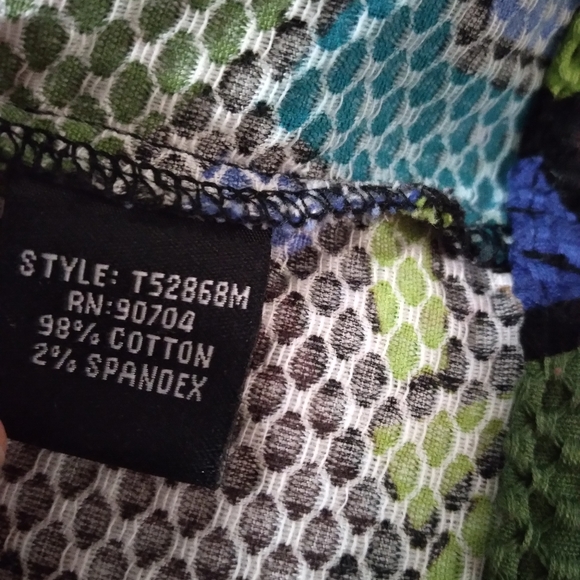 STYLE: T52868M
RN:90704
98% COTTON
2% SPANDEX